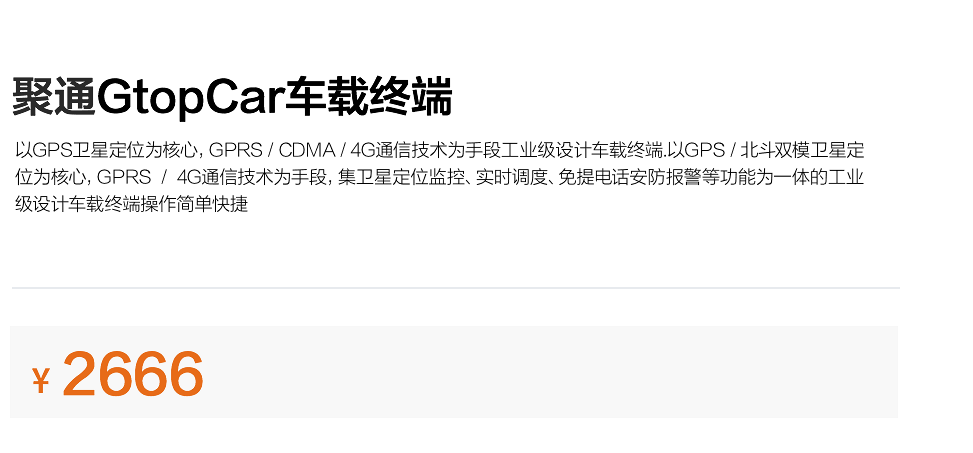 聚通GtopCar车载终端
以GPS卫星定位为核心, GPRS / CDMA / 4G通信技术为手段工业级设计车载终端.以GPS / 北斗双模卫星定
位为核心, GPRS / 4G通信技术为手段, 集卫星定位监控、实时调度、免提电话安防报警等功能为一体的工业
级设计车载终端操作简单快捷
¥ 2666